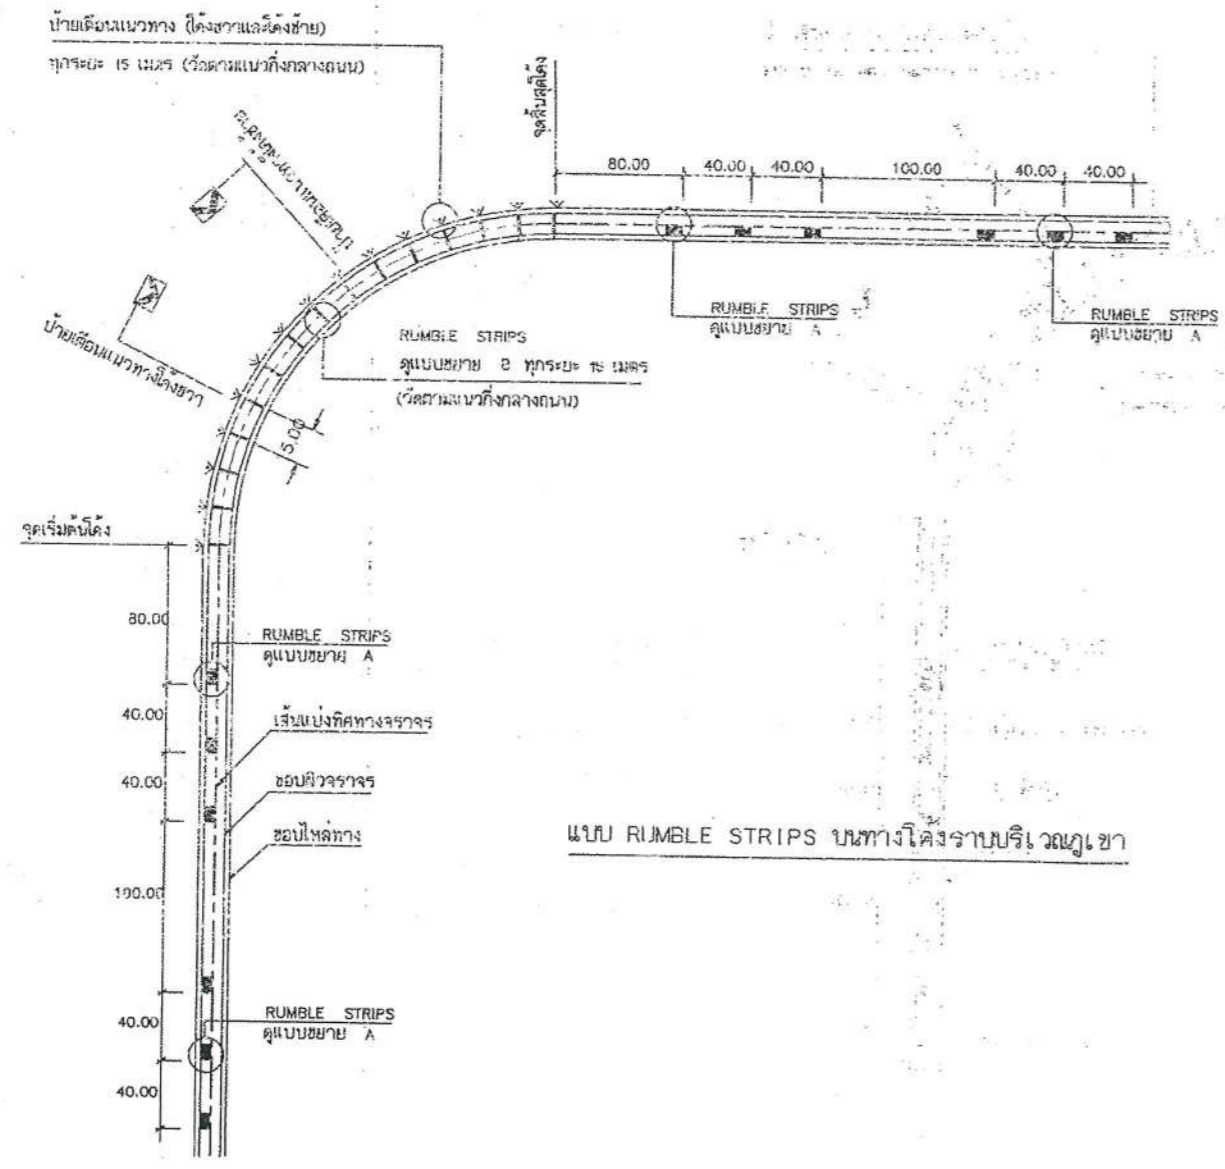 ป้ายเตือนแนวทาง (โค้งขวาและโค้งซ้าย)
ทุกระยะ 15 เมตร (วัดตามแนวกึ่งกลางถนน)
จุดสิ้นสุดโค้ง
80.00 40.00 40.00 100.00 40.00 40.00
RUMBLE STRIPS
ดูแบบขยาย A
RUMBLE STRIPS
ดูแบบขยาย A
RUMBLE STRIPS
ดูแบบขยาย B ทุกระยะ 15 เมตร
(วัดตามแนวกึ่งกลางถนน)
ป้ายเตือนแนวทางโค้งขวา
15.00
จุดเริ่มต้นโค้ง
80.00
RUMBLE STRIPS
ดูแบบขยาย A
40.00
เส้นแบ่งทิศทางจราจร
40.00
ขอบผิวจราจร
ขอบไหล่ทาง
แบบ RUMBLE STRIPS บนทางโค้งราบบริเวณภูเขา
100.00
RUMBLE STRIPS
ดูแบบขยาย A
40.00
40.00